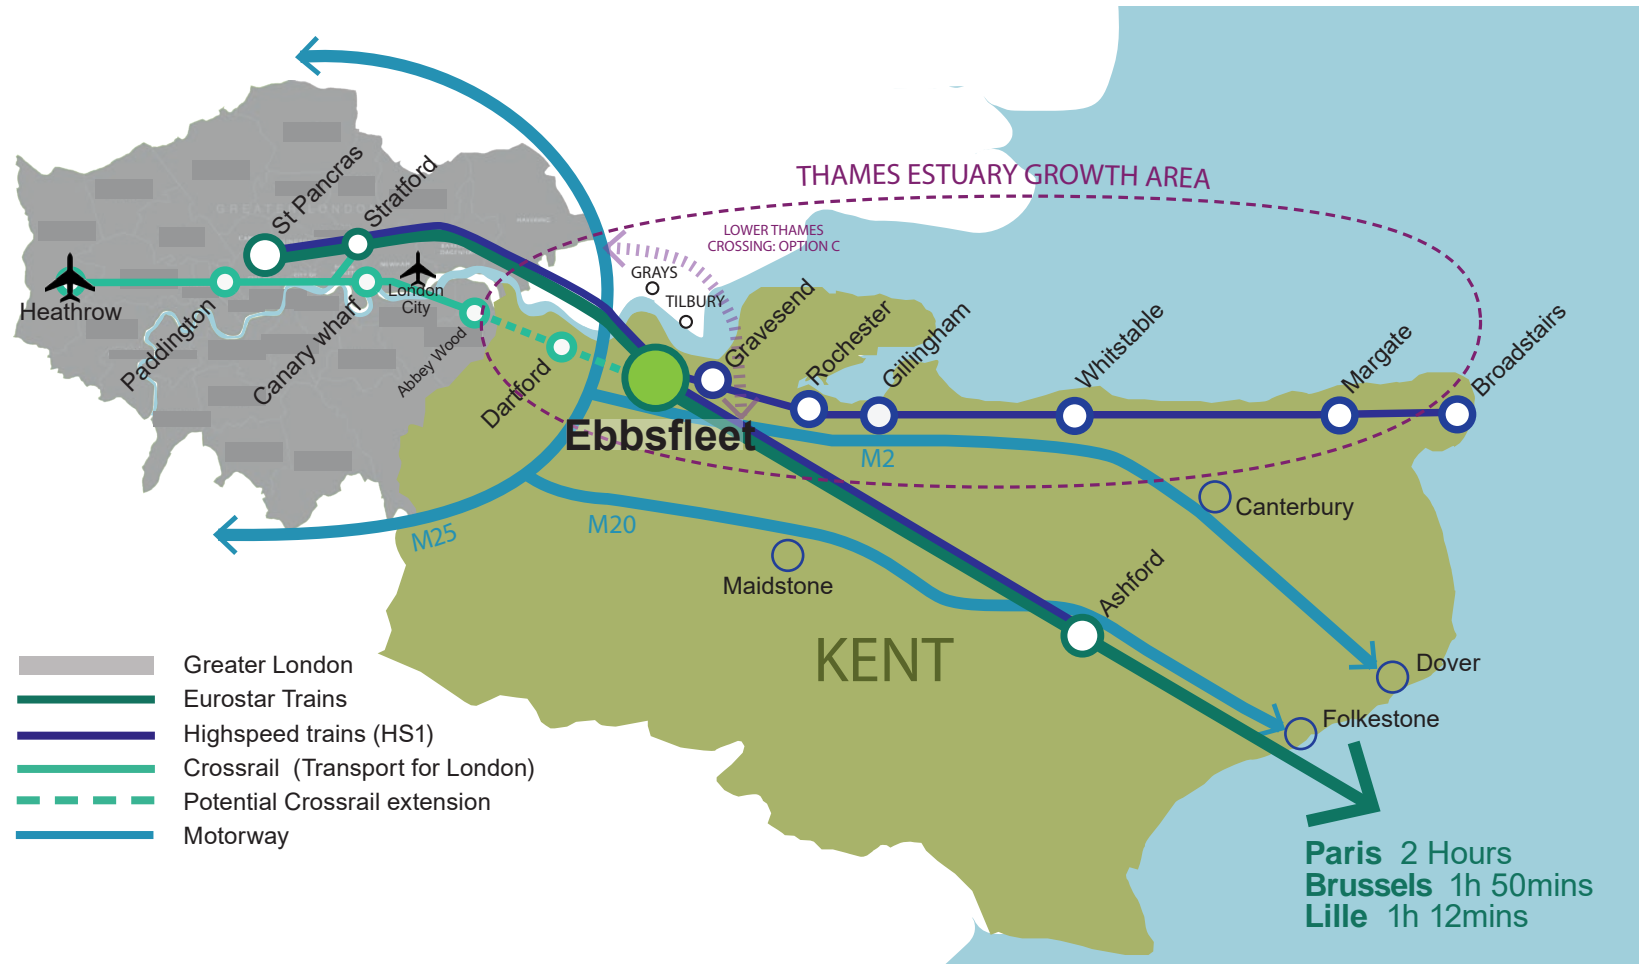 THAMES ESTUARY GROWTH AREA
GREATER LONDON
St Pancras
Stratford
LOWER THAMES
CROSSING: OPTION C
GRAYS
TILBURY
Heathrow
Paddington
Canary wharf
London
City
Abbey Wood
Dartford
Ebbsfleet
Gravesend
Rochester
Gillingham
Whitstable
Margate
Broadstairs
M2
M25
M20
Canterbury
Maidstone
Ashford
KENT
Dover
Folkestone
Greater London
Eurostar Trains
Highspeed trains (HS1)
Crossrail (Transport for London)
Potential Crossrail extension
Motorway
Paris 2 Hours
Brussels 1h 50mins
Lille 1h 12mins